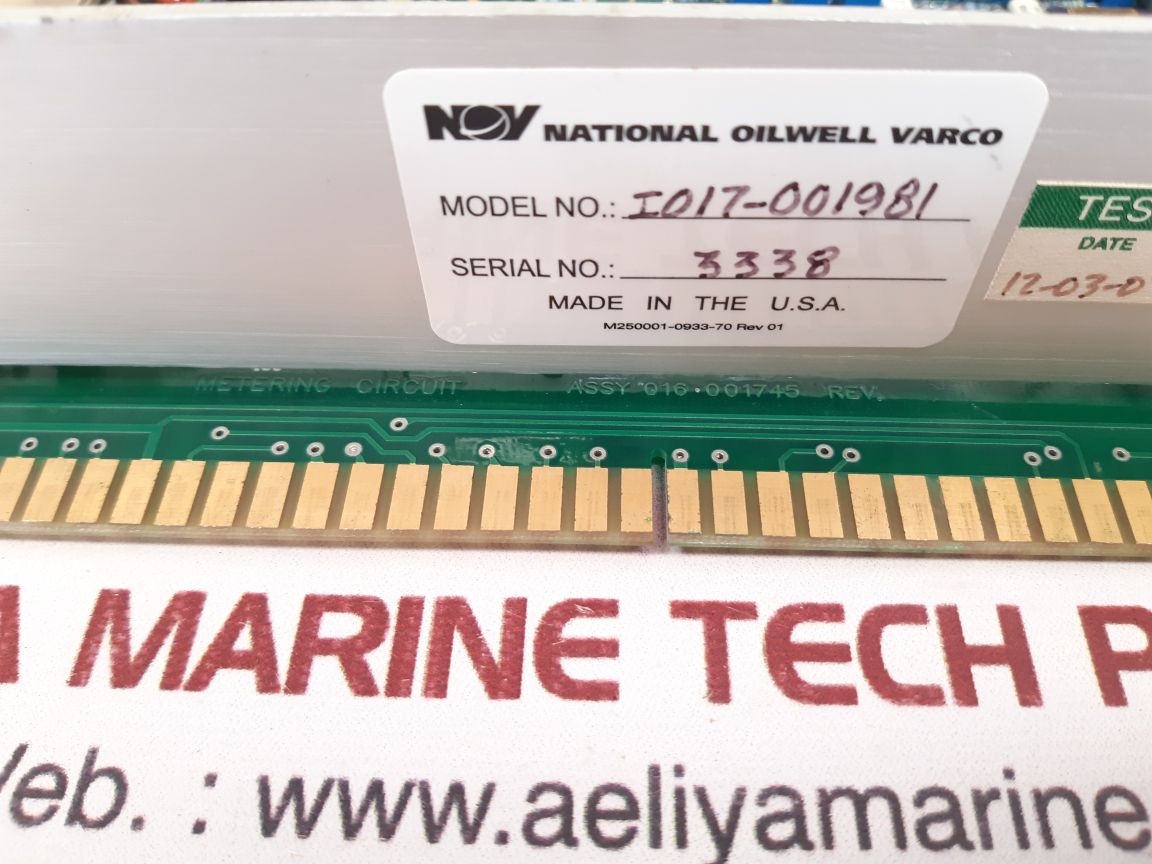 NOV NATIONAL OILWELL VARCO
MODEL NO.: I017-001981
SERIAL NO.: 3338
MADE IN THE U.S.A.
M250001-0933-70 Rev 01
TES
DATE
12-03-0
METERING CIRCUIT ASSY 016-001745 REV.
A MARINE TECH P
Web. : www.aeliyamarine